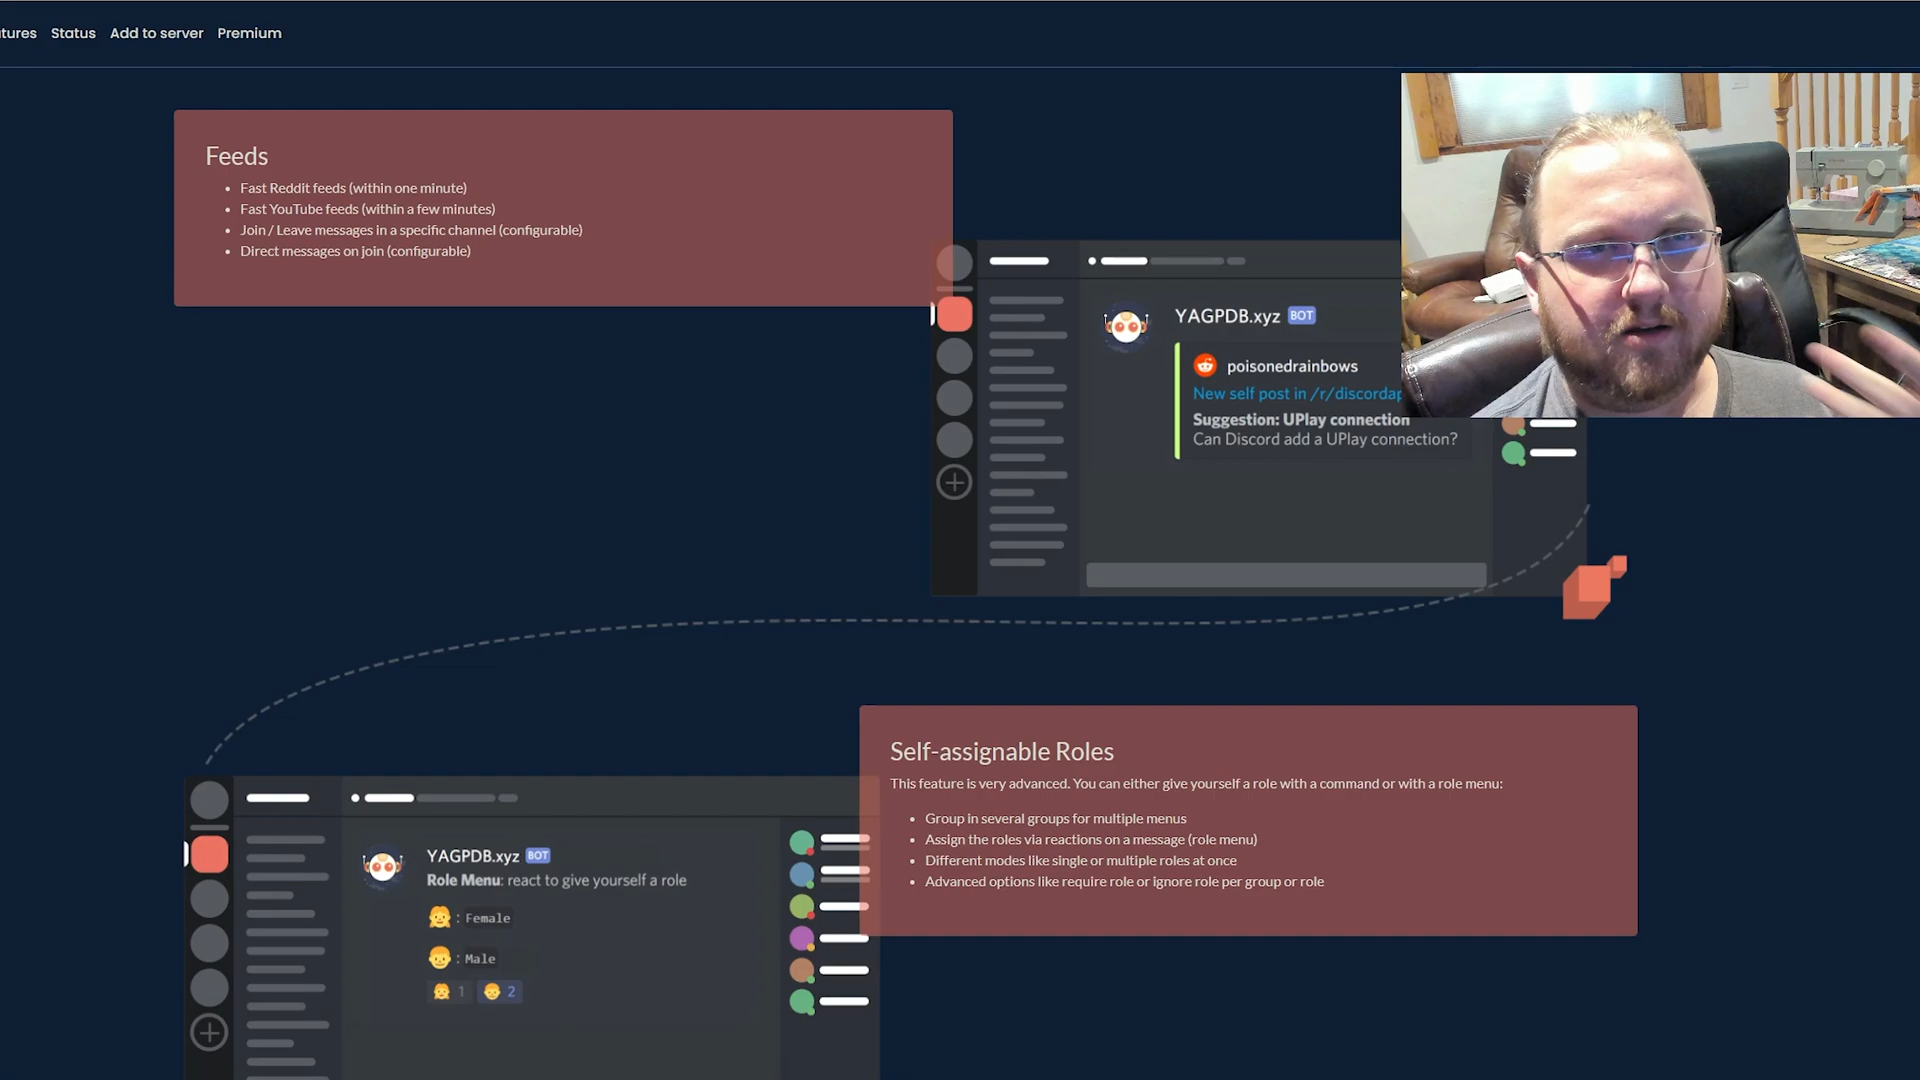 Status Add to server Premium
Feeds
Fast Reddit feeds (within one minute)
Fast YouTube feeds (within a few minutes)
Join / Leave messages in a specific channel (configurable)
Direct messages on join (configurable)
YAGPDB.xyz BOT
poisonedrainbows
New self post in /r/discordap
Suggestion: UPlay connection
Can Discord add a UPlay connection?
Self-assignable Roles
This feature is very advanced. You can either give yourself a role with a command or with a role menu:
Group in several groups for multiple menus
Assign the roles via reactions on a message (role menu)
Different modes like single or multiple roles at once
Advanced options like require role or ignore role per group or role
YAGPDB.xyz BOT
Role Menu: react to give yourself a role
: Female
: Male
1 2